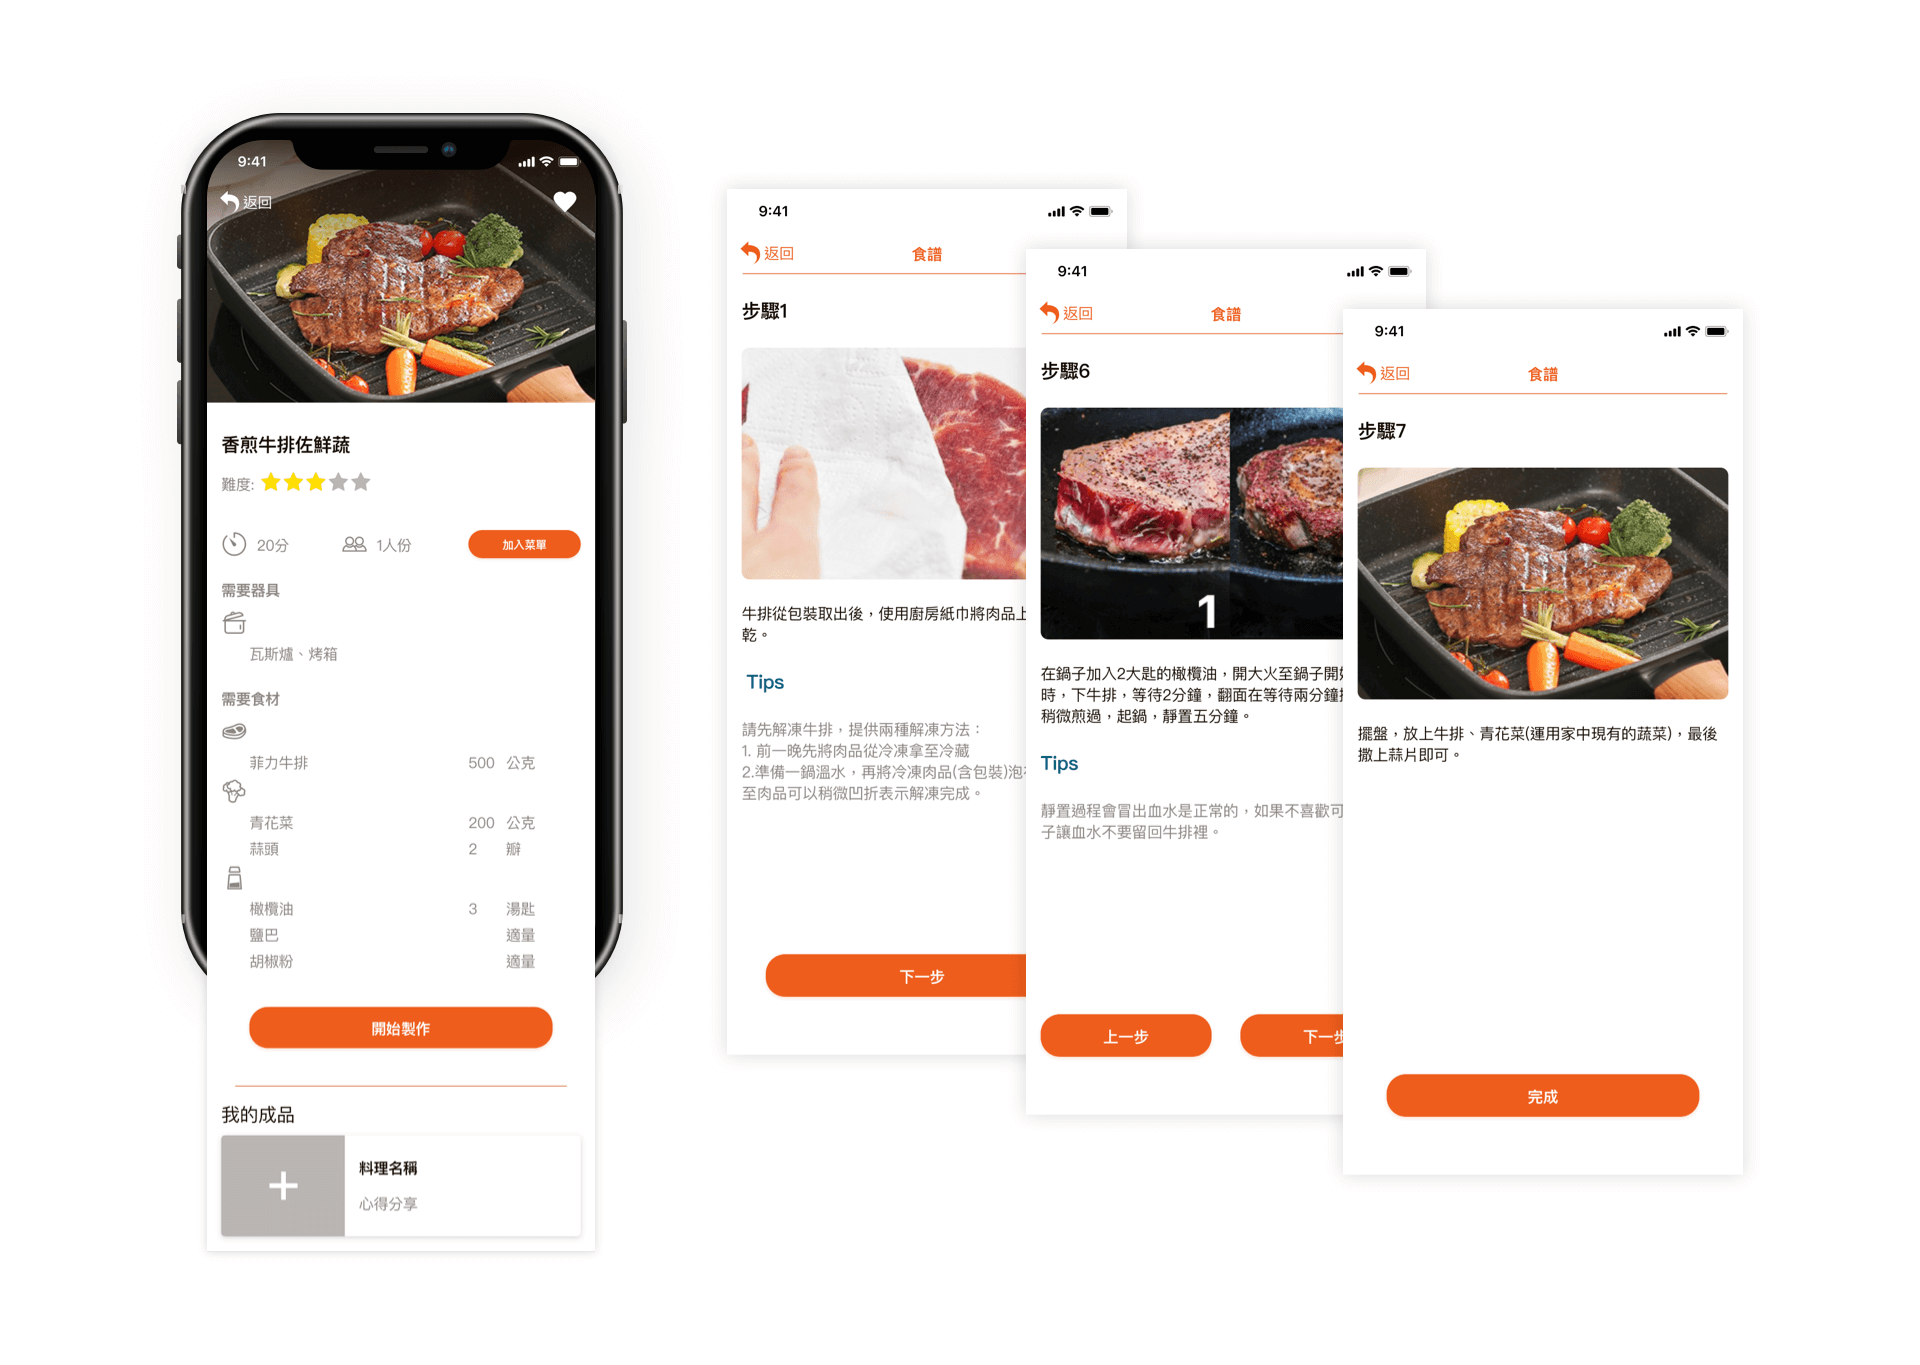 9:41
返回
香煎牛排佐鮮蔬
難度:
20分
1人份
加入菜單
需要器具
瓦斯爐、烤箱
需要食材
菲力牛排 500 公克
青花菜 200 公克
蒜頭 2 瓣
橄欖油 3 湯匙
鹽巴 適量
胡椒粉 適量
開始製作
我的成品
料理名稱
心得分享
9:41
返回
食譜
步驟1
牛排從包裝取出後，使用廚房紙巾將肉品上
乾。
Tips
請先解凍牛排，提供兩種解凍方法：
1. 前一晚先將肉品從冷凍拿至冷藏
2.準備一鍋溫水，再將冷凍肉品(含包裝)泡
至肉品可以稍微凹折表示解凍完成。
下一步
9:41
返回
食譜
步驟6
1
在鍋子加入2大匙的橄欖油，開大火至鍋子開
時，下牛排，等待2分鐘，翻面在等待兩分鐘
稍微煎過，起鍋，靜置五分鐘。
Tips
靜置過程會冒出血水是正常的，如果不喜歡可
子讓血水不要留回牛排裡。
上一步
下一步
9:41
返回
食譜
步驟7
擺盤，放上牛排、青花菜(運用家中現有的蔬菜)，最後
撒上蒜片即可。
完成